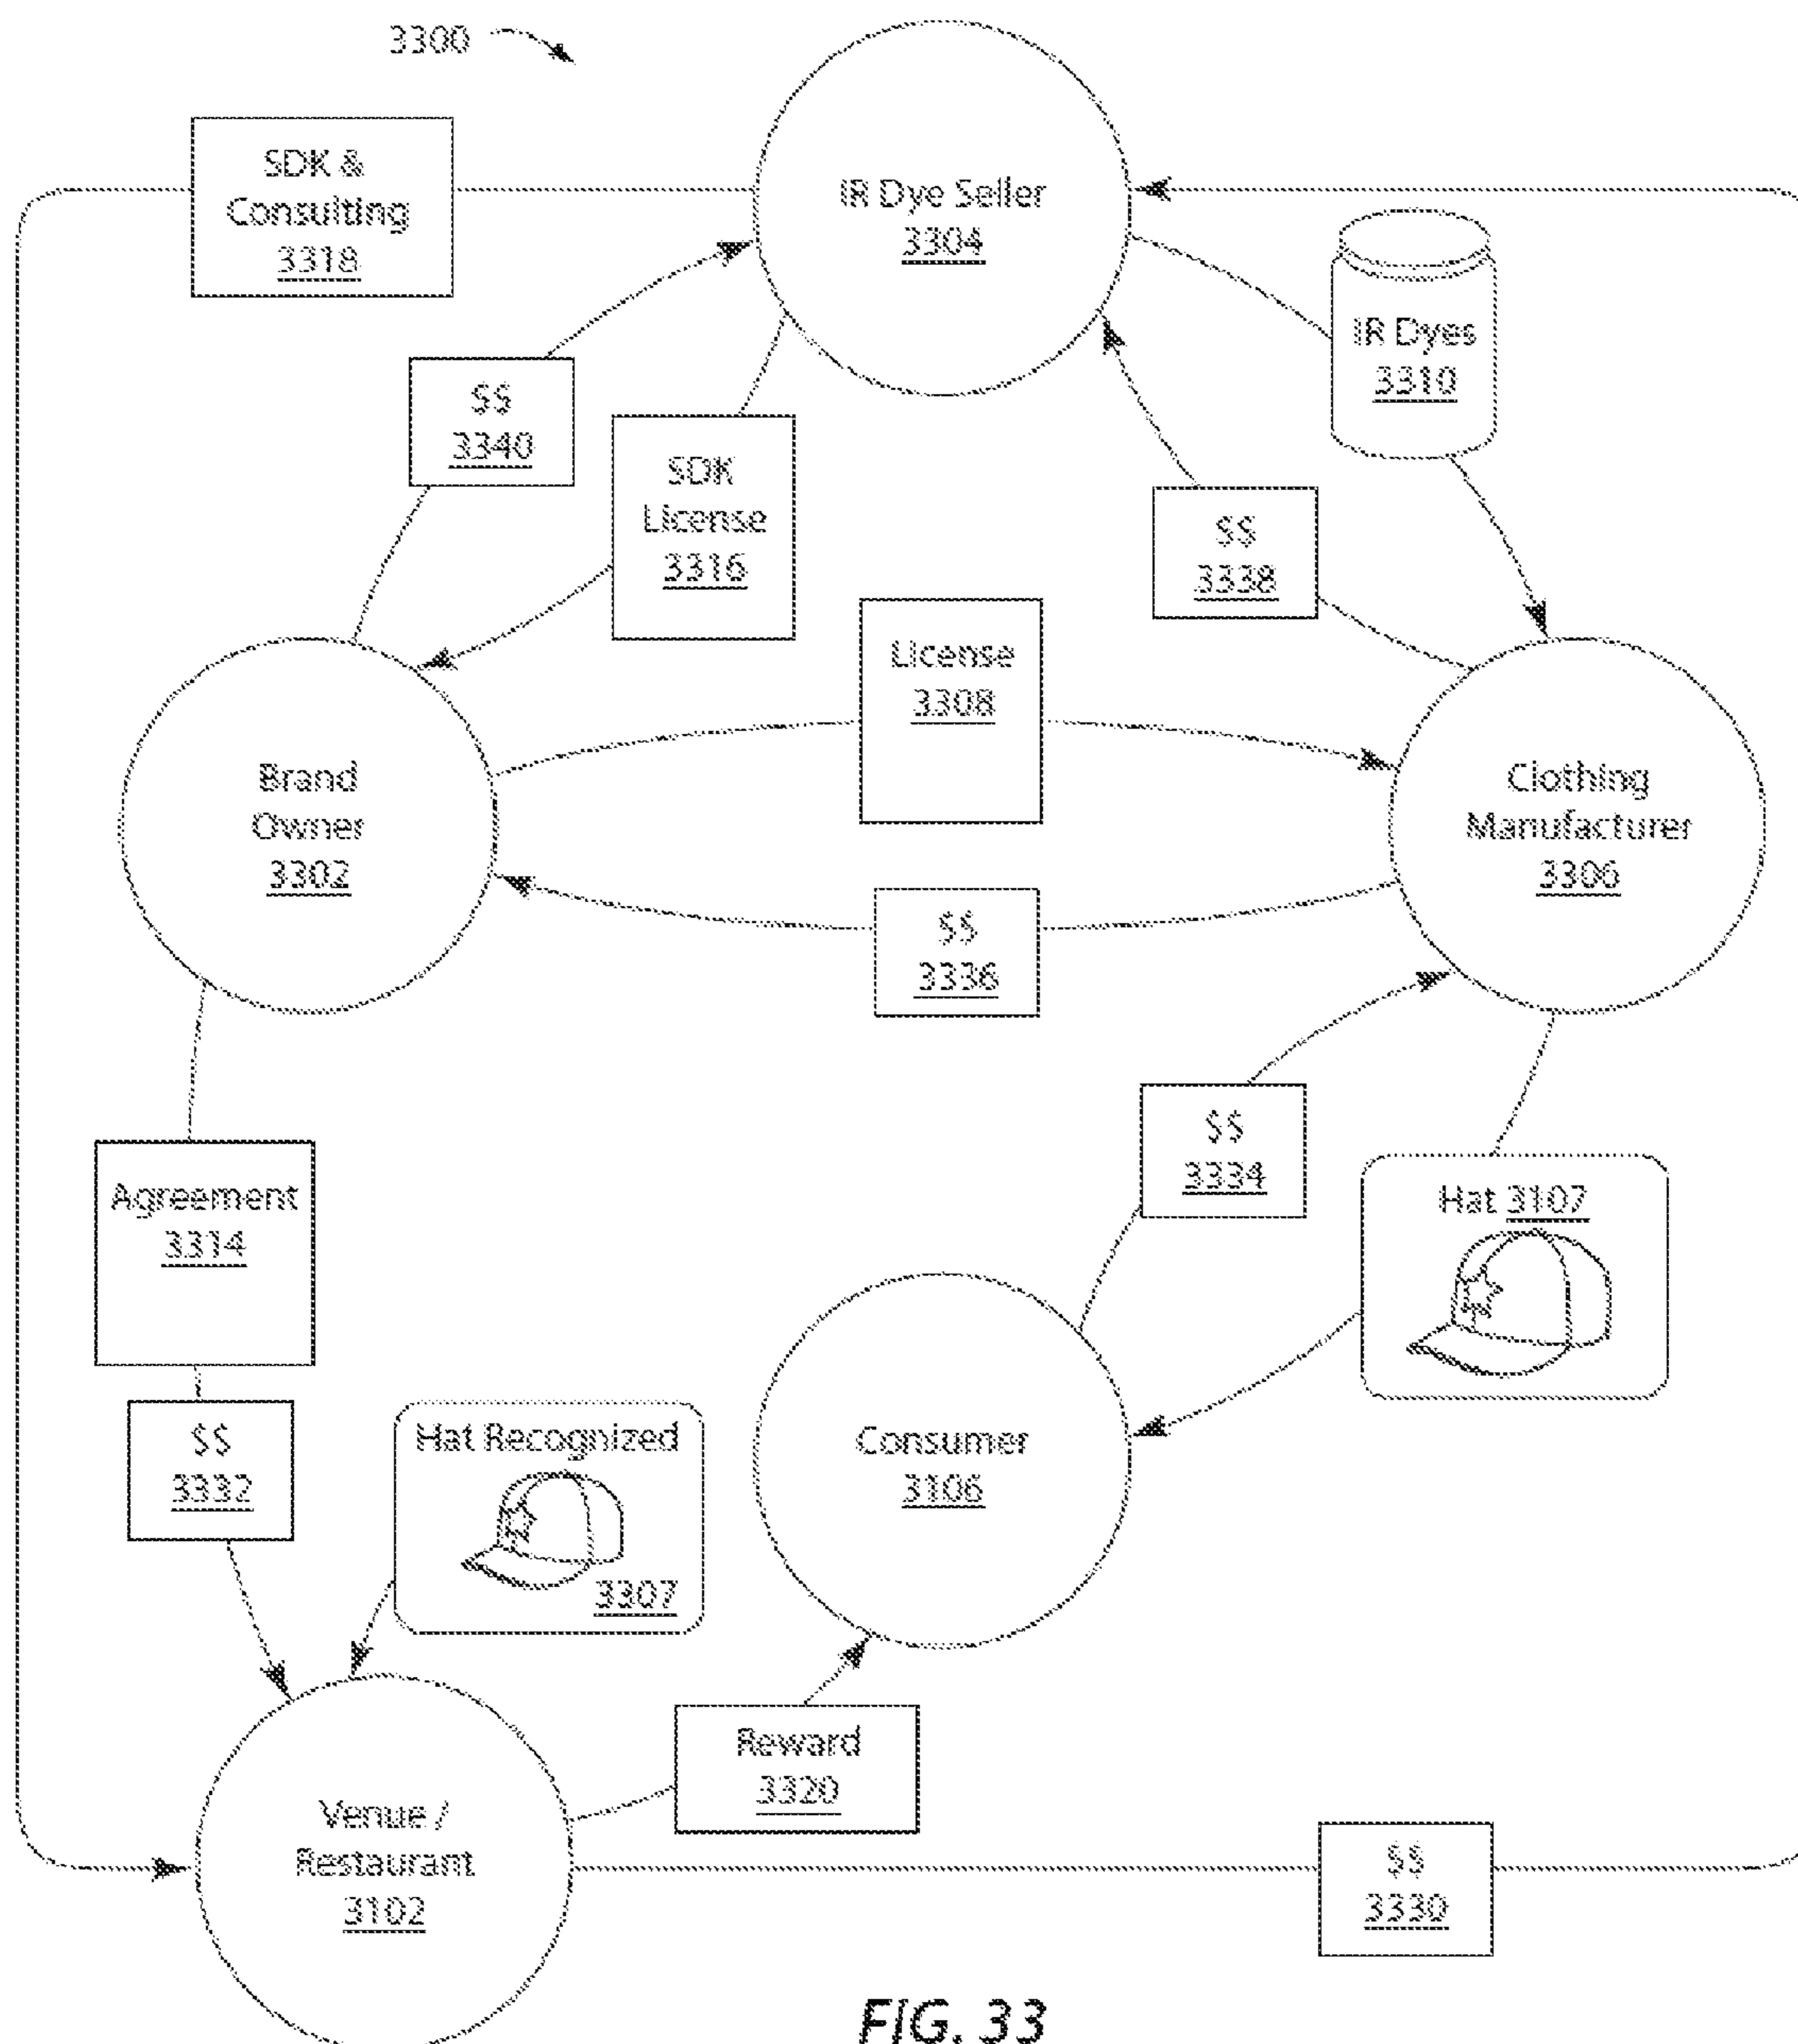 3300
SDK &
Consulting
3318
IR Dye Seller
3304
IR Dyes
3310
$$
3340
SDK
License
3316
$$
3338
License
3308
Brand
Owner
3302
Clothing
Manufacturer
3306
$$
3336
$$
3334
Agreement
3314
Hat 3107
$$
3332
Hat Recognized
3307
Consumer
3106
Reward
3320
Venue /
Restaurant
3102
$$
3330
FIG. 33